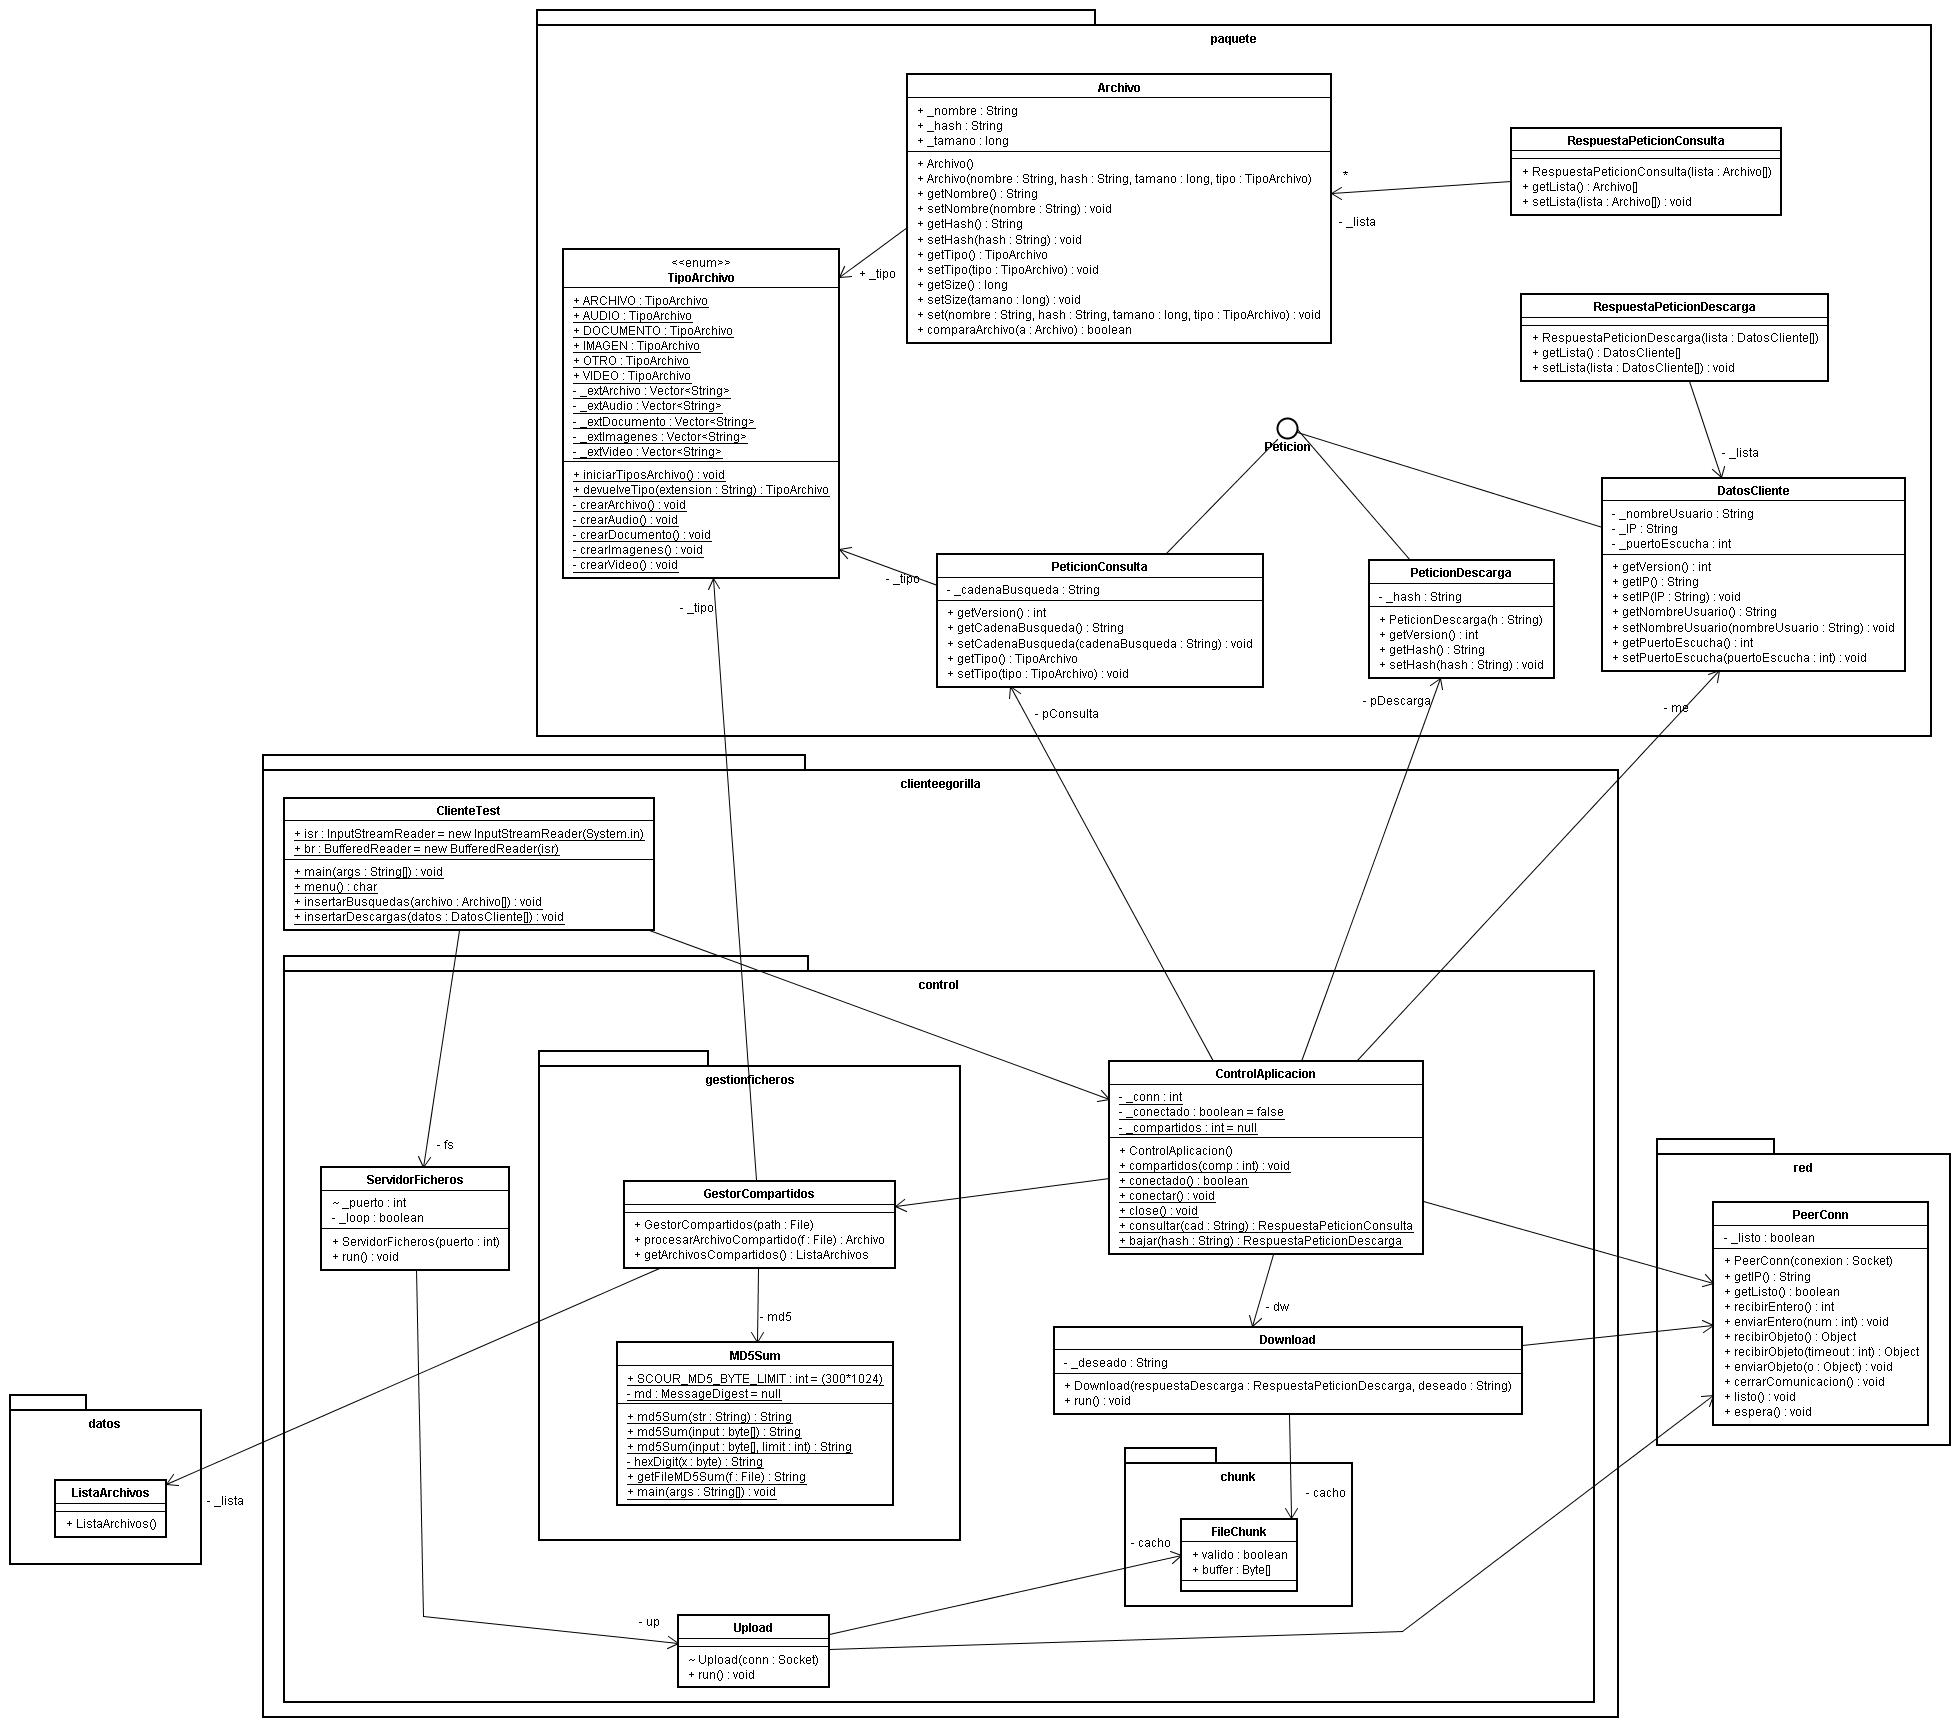 paquete
Archivo
+ _nombre : String
+ _hash : String
+ _tamano : long
+ Archivo()
+ Archivo(nombre : String, hash : String, tamano : long, tipo : TipoArchivo)
+ getNombre() : String
+ setNombre(nombre : String) : void
+ getHash() : String
+ setHash(hash : String) : void
+ getTipo() : TipoArchivo
+ setTipo(tipo : TipoArchivo) : void
+ getSize() : long
+ setSize(tamano : long) : void
+ set(nombre : String, hash : String, tamano : long, tipo : TipoArchivo) : void
+ comparaArchivo(a : Archivo) : boolean
RespuestaPeticionConsulta
+ RespuestaPeticionConsulta(lista : Archivo[])
+ getLista() : Archivo[]
+ setLista(lista : Archivo[]) : void
*
- _lista
<<enum>>
TipoArchivo
+ ARCHIVO : TipoArchivo
+ AUDIO : TipoArchivo
+ DOCUMENTO : TipoArchivo
+ IMAGEN : TipoArchivo
+ OTRO : TipoArchivo
+ VIDEO : TipoArchivo
- _extArchivo : Vector<String>
- _extAudio : Vector<String>
- _extDocumento : Vector<String>
- _extImagenes : Vector<String>
- _extVideo : Vector<String>
+ iniciarTiposArchivo() : void
+ devuelveTipo(extension : String) : TipoArchivo
- crearArchivo() : void
- crearAudio() : void
- crearDocumento() : void
- crearImagenes() : void
- crearVideo() : void
+ _tipo
RespuestaPeticionDescarga
+ RespuestaPeticionDescarga(lista : DatosCliente[])
+ getLista() : DatosCliente[]
+ setLista(lista : DatosCliente[]) : void
Peticion
- _lista
DatosCliente
- _nombreUsuario : String
- _IP : String
- _puertoEscucha : int
+ getVersion() : int
+ getIP() : String
+ setIP(IP : String) : void
+ getNombreUsuario() : String
+ setNombreUsuario(nombreUsuario : String) : void
+ getPuertoEscucha() : int
+ setPuertoEscucha(puertoEscucha : int) : void
- _tipo
PeticionConsulta
- _cadenaBusqueda : String
+ getVersion() : int
+ getCadenaBusqueda() : String
+ setCadenaBusqueda(cadenaBusqueda : String) : void
+ getTipo() : TipoArchivo
+ setTipo(tipo : TipoArchivo) : void
PeticionDescarga
- _hash : String
+ PeticionDescarga(h : String)
+ getVersion() : int
+ getHash() : String
+ setHash(hash : String) : void
- _tipo
- pConsulta
- pDescarga
- me
clienteegorilla
ClienteTest
+ isr : InputStreamReader = new InputStreamReader(System.in)
+ br : BufferedReader = new BufferedReader(isr)
+ main(args : String[]) : void
+ menu() : char
+ insertarBusquedas(archivo : Archivo[]) : void
+ insertarDescargas(datos : DatosCliente[]) : void
control
gestionficheros
ControlAplicacion
- _conn : int
- _conectado : boolean = false
- _compartidos : int = null
+ ControlAplicacion()
+ compartidos(comp : int) : void
+ conectado() : boolean
+ conectar() : void
+ close() : void
+ consultar(cad : String) : RespuestaPeticionConsulta
+ bajar(hash : String) : RespuestaPeticionDescarga
- fs
ServidorFicheros
~ _puerto : int
- _loop : boolean
+ ServidorFicheros(puerto : int)
+ run() : void
GestorCompartidos
+ GestorCompartidos(path : File)
+ procesarArchivoCompartido(f : File) : Archivo
+ getArchivosCompartidos() : ListaArchivos
red
PeerConn
- _listo : boolean
+ PeerConn(conexion : Socket)
+ getIP() : String
+ getListo() : boolean
+ recibirEntero() : int
+ enviarEntero(num : int) : void
+ recibirObjeto() : Object
+ recibirObjeto(timeout : int) : Object
+ enviarObjeto(o : Object) : void
+ cerrarComunicacion() : void
+ listo() : void
+ espera() : void
- md5
MD5Sum
+ SCOUR_MD5_BYTE_LIMIT : int = (300*1024)
- md : MessageDigest = null
+ md5Sum(str : String) : String
+ md5Sum(input : byte[]) : String
+ md5Sum(input : byte[], limit : int) : String
- hexDigit(x : byte) : String
+ getFileMD5Sum(f : File) : String
+ main(args : String[]) : void
- dw
Download
- _deseado : String
+ Download(respuestaDescarga : RespuestaPeticionDescarga, deseado : String)
+ run() : void
datos
ListaArchivos
+ ListaArchivos()
- _lista
chunk
- cacho
FileChunk
+ valido : boolean
+ buffer : Byte[]
- cacho
- up
Upload
~ Upload(conn : Socket)
+ run() : void